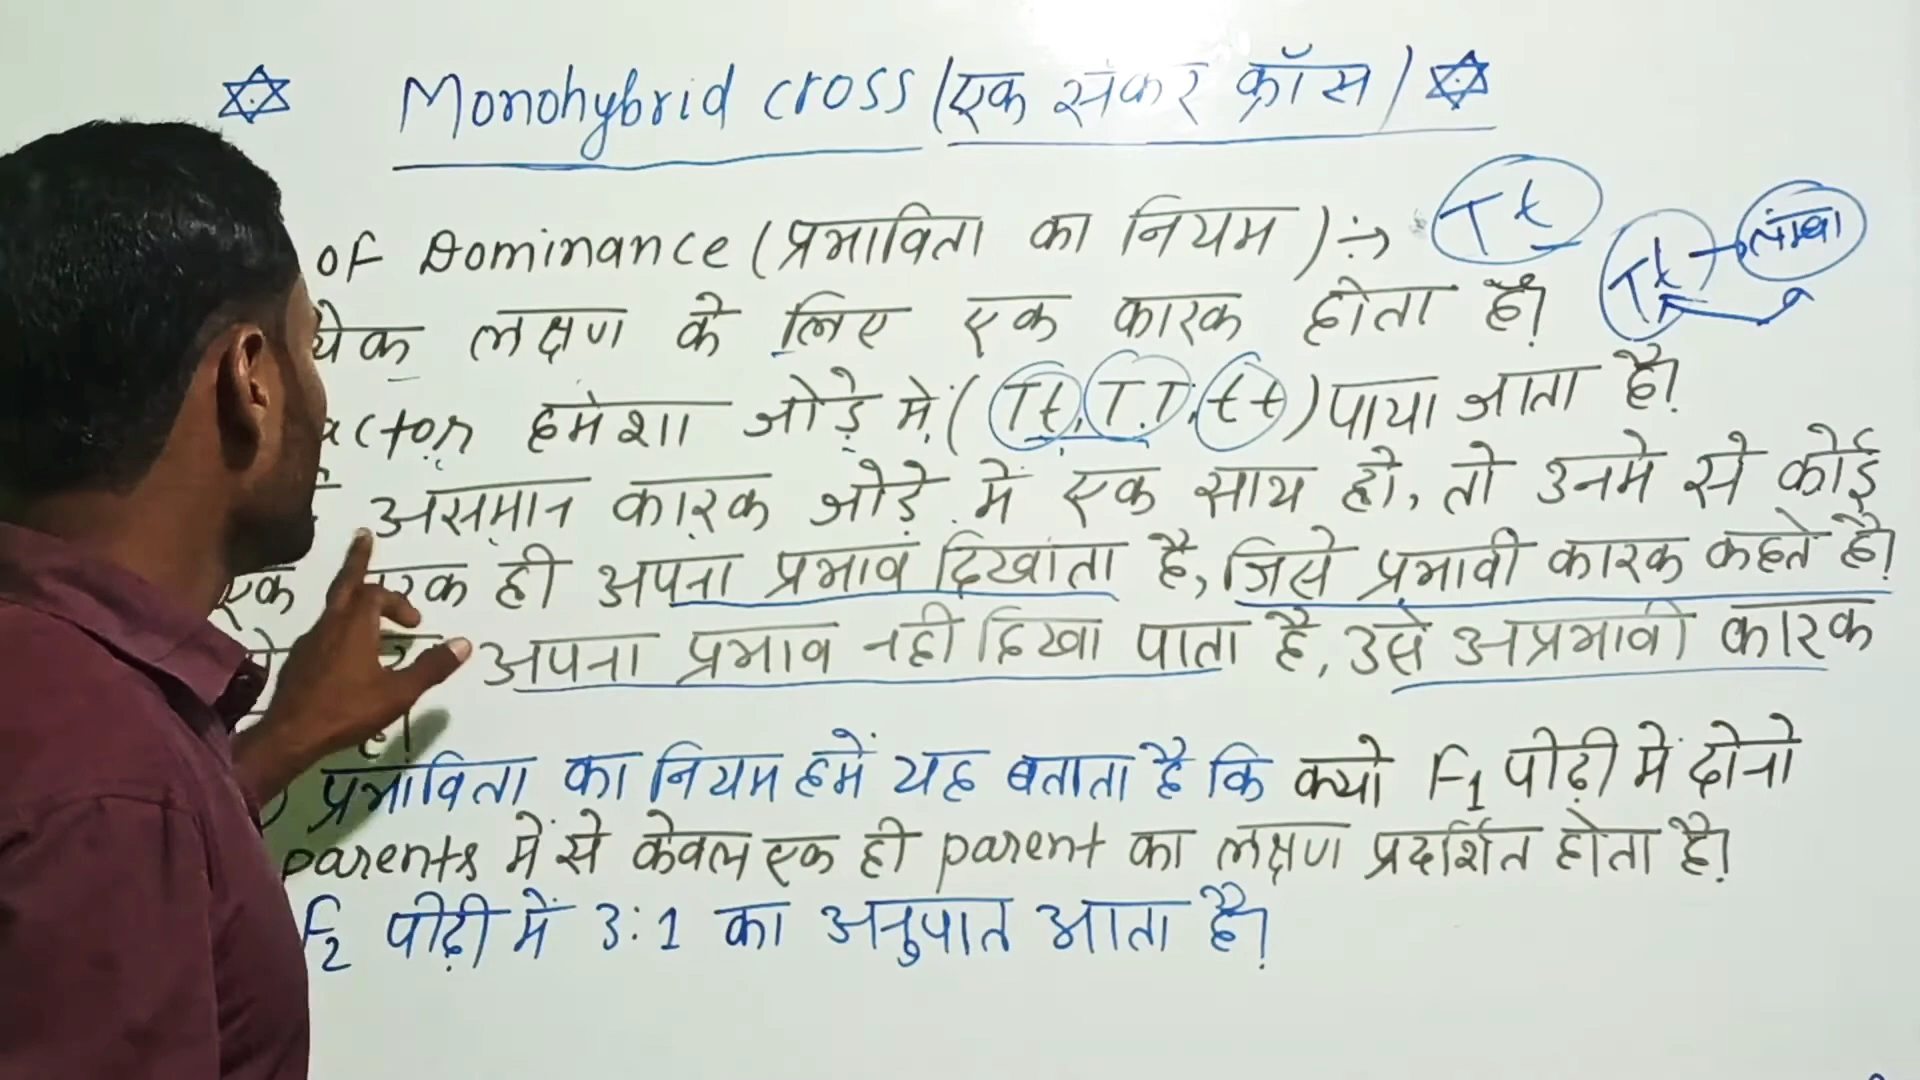 Monohybrid cross (एक संकर क्रॉस)
of Dominance (प्रभाविता का नियम) :→ Tt
Tt → लम्बा
लक्षण के लिए एक कारक होता है।
हमेशा जोड़े में (Tt, TT, tt) पाया जाता है।
असमान कारक जोड़े में एक साथ हो, तो उनमे से कोई
एक ही अपना प्रभाव दिखाता है, जिसे प्रभावी कारक कहते है।
अपना प्रभाव नही दिखा पाता है, उसे अप्रभावी कारक
है।
प्रभाविता का नियम हमें यह बताता है कि क्यो F1 पीढ़ी में दोनो
parents में से केवल एक ही parent का लक्षण प्रदर्शित होता है।
F2 पीढ़ी में 3:1 का अनुपात आता है।